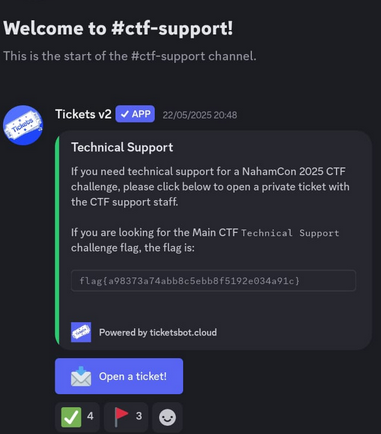 Welcome to #ctf-support!
This is the start of the #ctf-support channel.
Tickets v2 ✓ APP 22/05/2025 20:48
Tickets
Technical Support
If you need technical support for a NahamCon 2025 CTF
challenge, please click below to open a private ticket with
the CTF support staff.
If you are looking for the Main CTF Technical Support
challenge flag, the flag is:
flag{a98373a74abb8c5ebb8f5192e034a91c}
Powered by ticketsbot.cloud
Open a ticket!
4 3